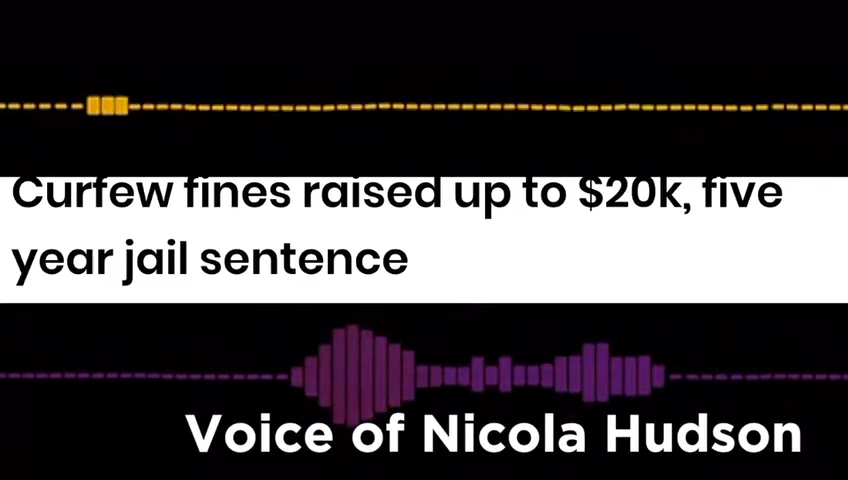 Curfew fines raised up to $20k, five
year jail sentence
Voice of Nicola Hudson